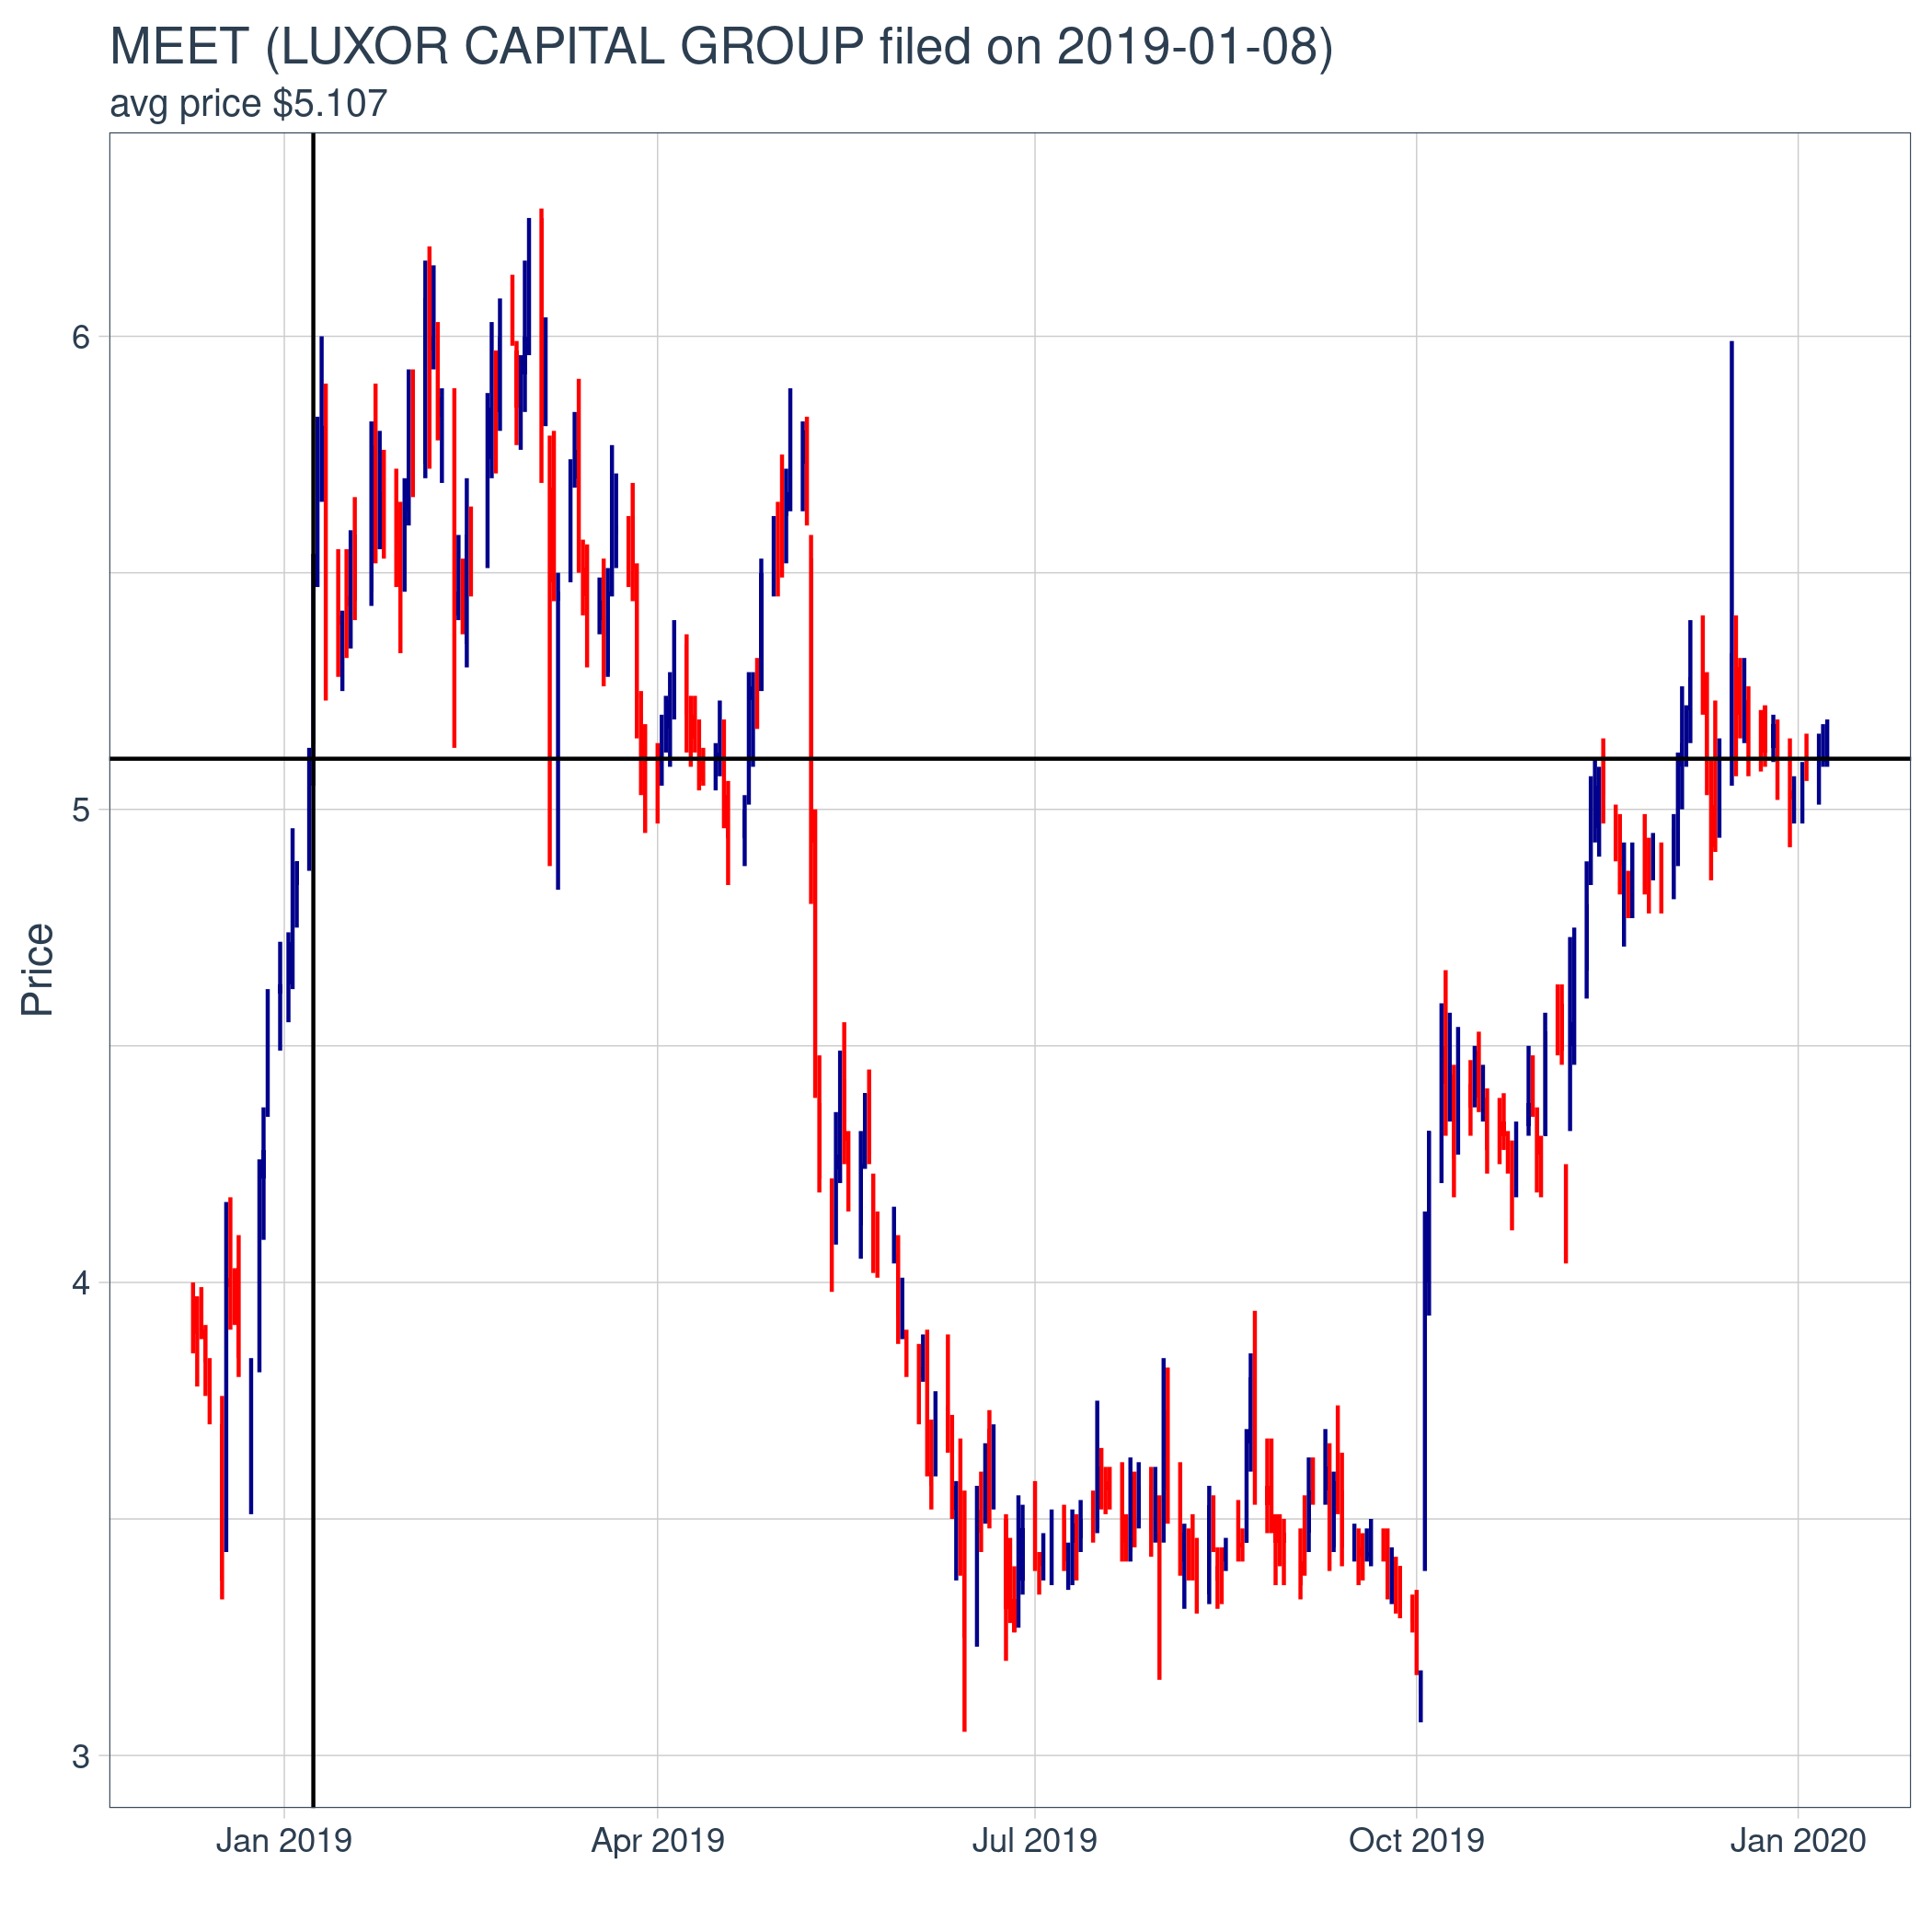 MEET (LUXOR CAPITAL GROUP filed on 2019-01-08)
avg price $5.107
Price
6
5
4
3
Jan 2019
Apr 2019
Jul 2019
Oct 2019
Jan 2020